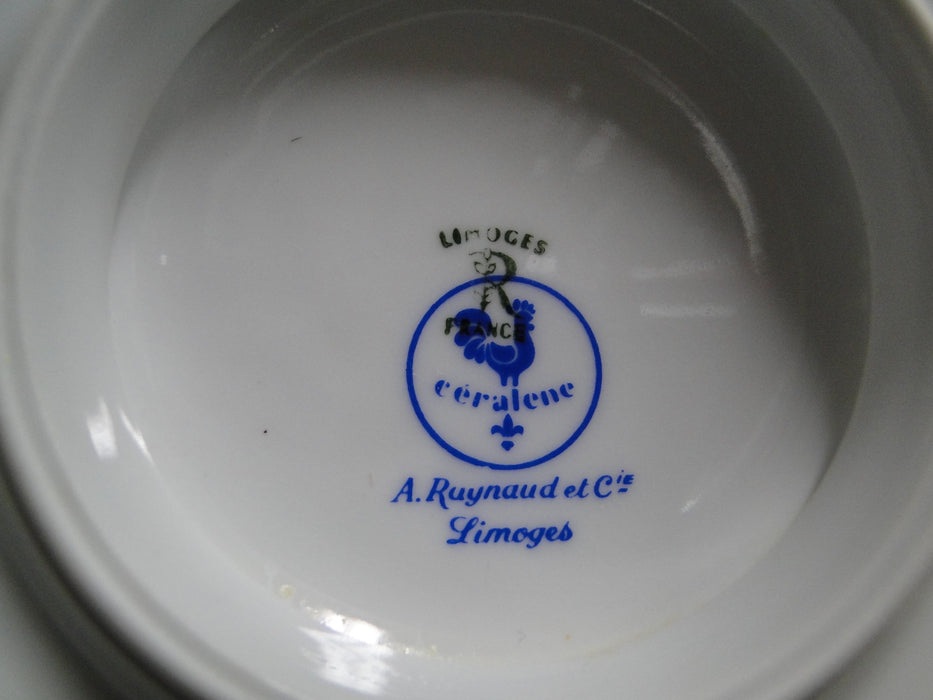 LIMOGES
R
FRANCE
céralene
A. Raynaud et Cie
Limoges